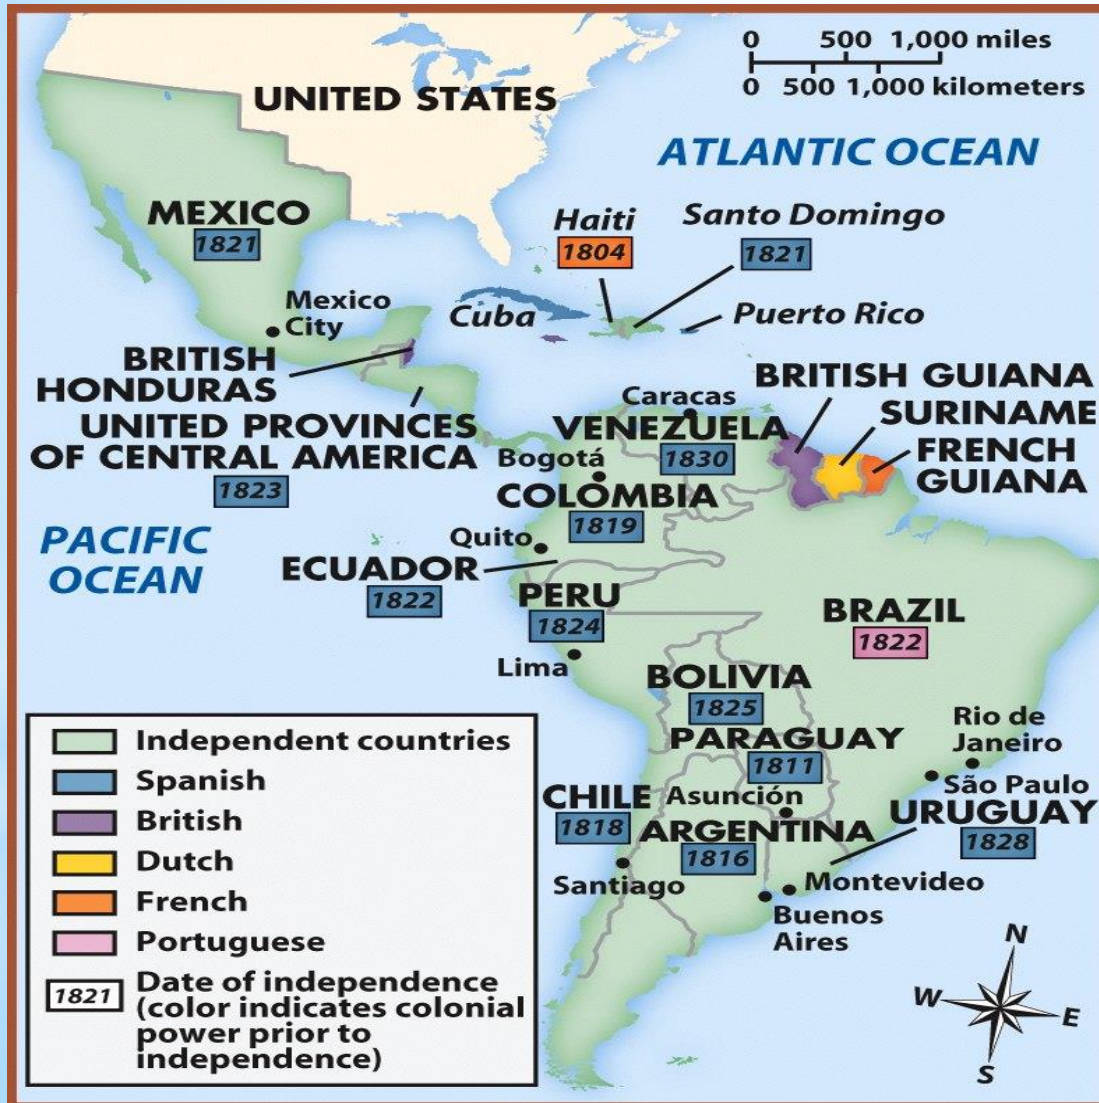 0 500 1,000 miles
0 500 1,000 kilometers
UNITED STATES
ATLANTIC OCEAN
MEXICO
1821
Haiti
1804
Santo Domingo
1821
Mexico
City
Cuba
Puerto Rico
BRITISH
HONDURAS
BRITISH GUIANA
UNITED PROVINCES
OF CENTRAL AMERICA
1823
Caracas
VENEZUELA
1830
SURINAME
FRENCH
GUIANA
Bogotá
COLOMBIA
1819
PACIFIC
OCEAN
Quito
ECUADOR
1822
PERU
1824
Lima
BRAZIL
1822
BOLIVIA
1825
PARAGUAY
1811
Rio de
Janeiro
São Paulo
CHILE
1818
Asunción
ARGENTINA
1816
URUGUAY
1828
Santiago
Montevideo
Buenos
Aires
Independent countries
Spanish
British
Dutch
French
Portuguese
1821
Date of independence
(color indicates colonial
power prior to
independence)
N
W
E
S